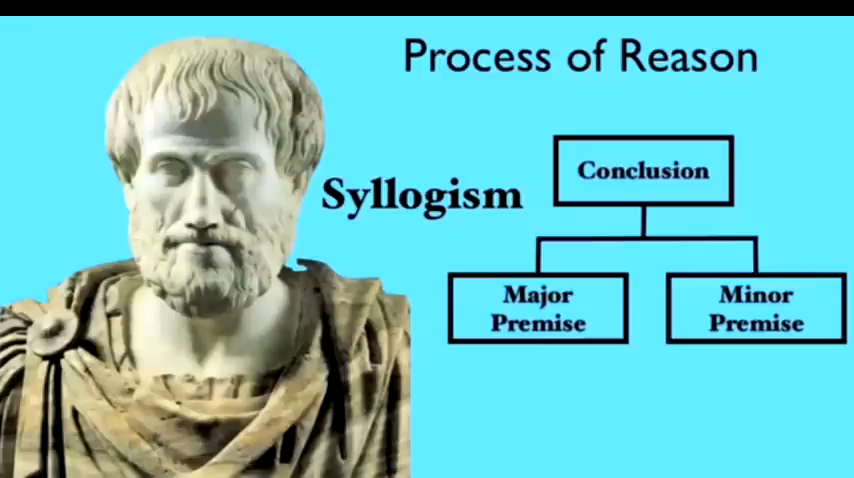 Process of Reason
Syllogism
Conclusion
Major
Premise
Minor
Premise